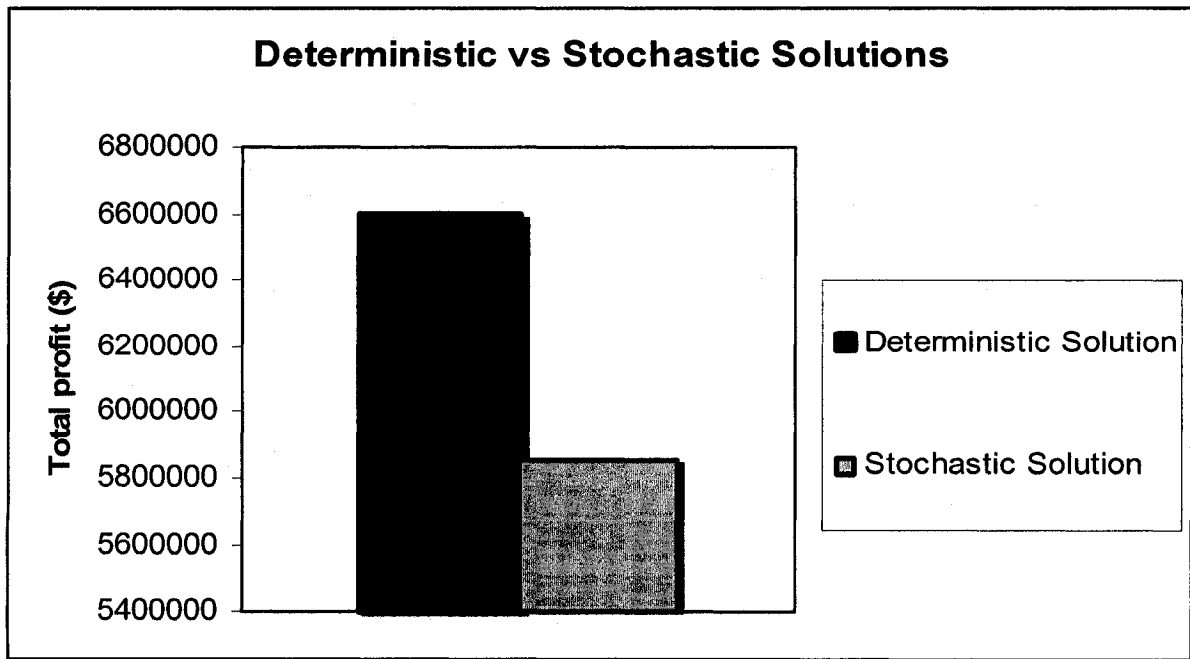 Deterministic vs Stochastic Solutions
6800000
6600000
6400000
6200000
6000000
5800000
5600000
5400000
Total profit ($)
Deterministic Solution
Stochastic Solution